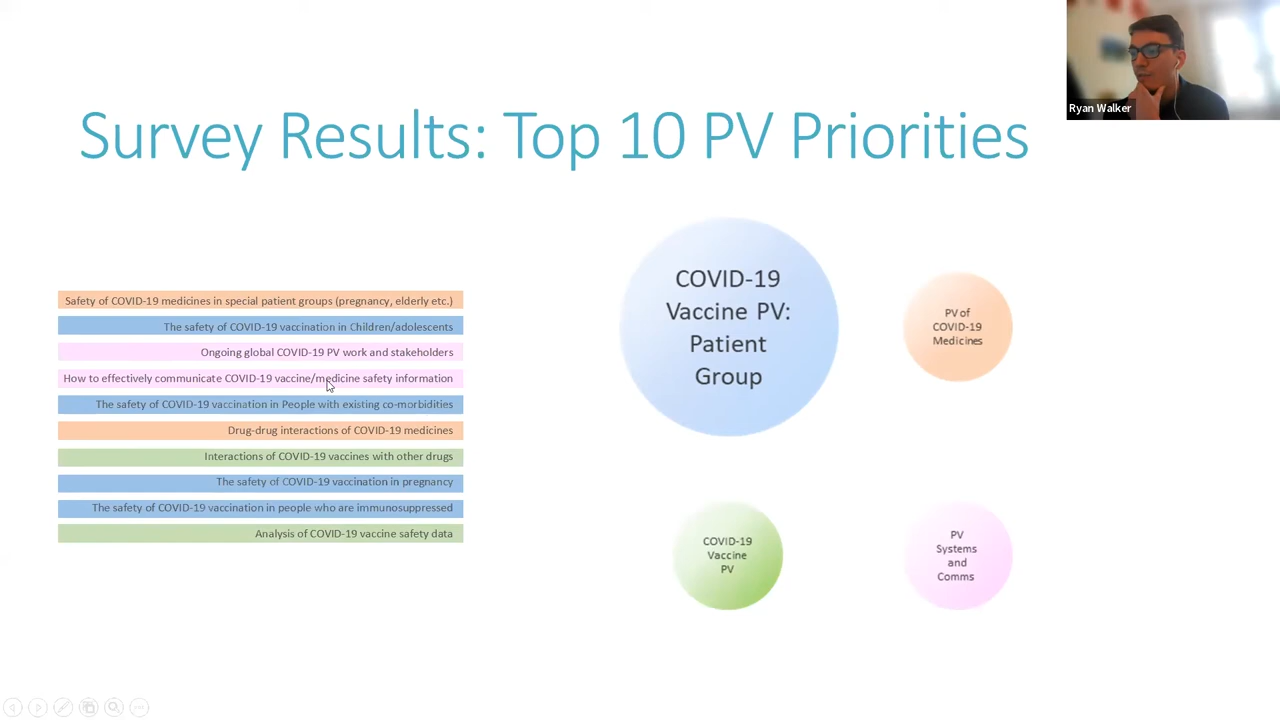 Survey Results: Top 10 PV Priorities
Ryan Walker
Safety of COVID-19 medicines in special patient groups (pregnancy, elderly etc.)
The safety of COVID-19 vaccination in Children/adolescents
Ongoing global COVID-19 PV work and stakeholders
How to effectively communicate COVID-19 vaccine/medicine safety information
The safety of COVID-19 vaccination in People with existing co-morbidities
Drug-drug interactions of COVID-19 medicines
Interactions of COVID-19 vaccines with other drugs
The safety of COVID-19 vaccination in pregnancy
The safety of COVID-19 vaccination in people who are immunosuppressed
Analysis of COVID-19 vaccine safety data
COVID-19
Vaccine PV:
Patient
Group
PV of
COVID-19
Medicines
COVID-19
Vaccine
PV
PV
Systems
and
Comms